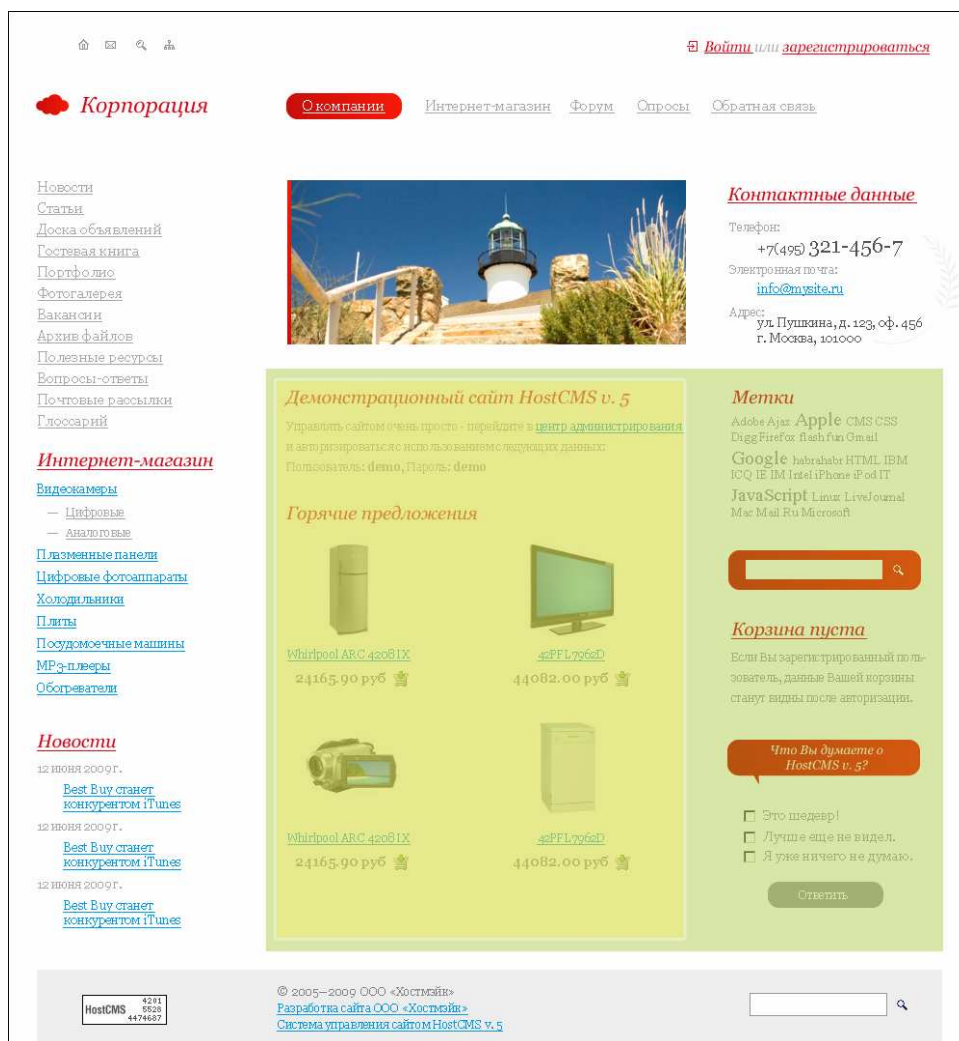 Войти или зарегистрироваться
Корпорация
О компании
Интернет-магазин
Форум
Опросы
Обратная связь
Новости
Статьи
Доска объявлений
Гостевая книга
Портфолио
Фотогалерея
Вакансии
Архив файлов
Полезные ресурсы
Вопросы-ответы
Почтовые рассылки
Глоссарий
Интернет-магазин
Видеокамеры
— Цифровые
— Аналоговые
Плазменные панели
Цифровые фотоаппараты
Холодильники
Плиты
Посудомоечные машины
MP3-плееры
Обогреватели
Новости
12 июня 2009 г.
Best Buy станет
конкурентом iTunes
12 июня 2009 г.
Best Buy станет
конкурентом iTunes
12 июня 2009 г.
Best Buy станет
конкурентом iTunes
Контактные данные
Телефон:
+7(495) 321-456-7
Электронная почта:
info@mysite.ru
Адрес:
ул. Пушкина, д. 123, оф. 456
г. Москва, 101000
Демонстрационный сайт HostCMS v. 5
Управлять сайтом очень просто - перейдите в центр администрирования
и авторизироваться с использованием следующих данных:
Пользователь: demo, Пароль: demo
Горячие предложения
Whirlpool ARC 4208 IX
24165.90 руб
42PFL7962D
44082.00 руб
Whirlpool ARC 4208 IX
24165.90 руб
42PFL7962D
44082.00 руб
Метки
Adobe Ajax Apple CMS CSS
Digg Firefox flash fun Gmail
Google habrahabr HTML IBM
ICQ IE IM Intel iPhone iPod IT
JavaScript Linux LiveJournal
Mac Mail.Ru Microsoft
Корзина пуста
Если Вы зарегистрированный поль-
зователь, данные Вашей корзины
станут видны после авторизации.
Что Вы думаете о
HostCMS v. 5?
Это шедевр!
Лучше еще не видел.
Я уже ничего не думаю.
Ответить
HostCMS
4201
5528
4474687
© 2005—2009 ООО «Хостмэйк»
Разработка сайта ООО «Хостмэйк»
Система управления сайтом HostCMS v. 5